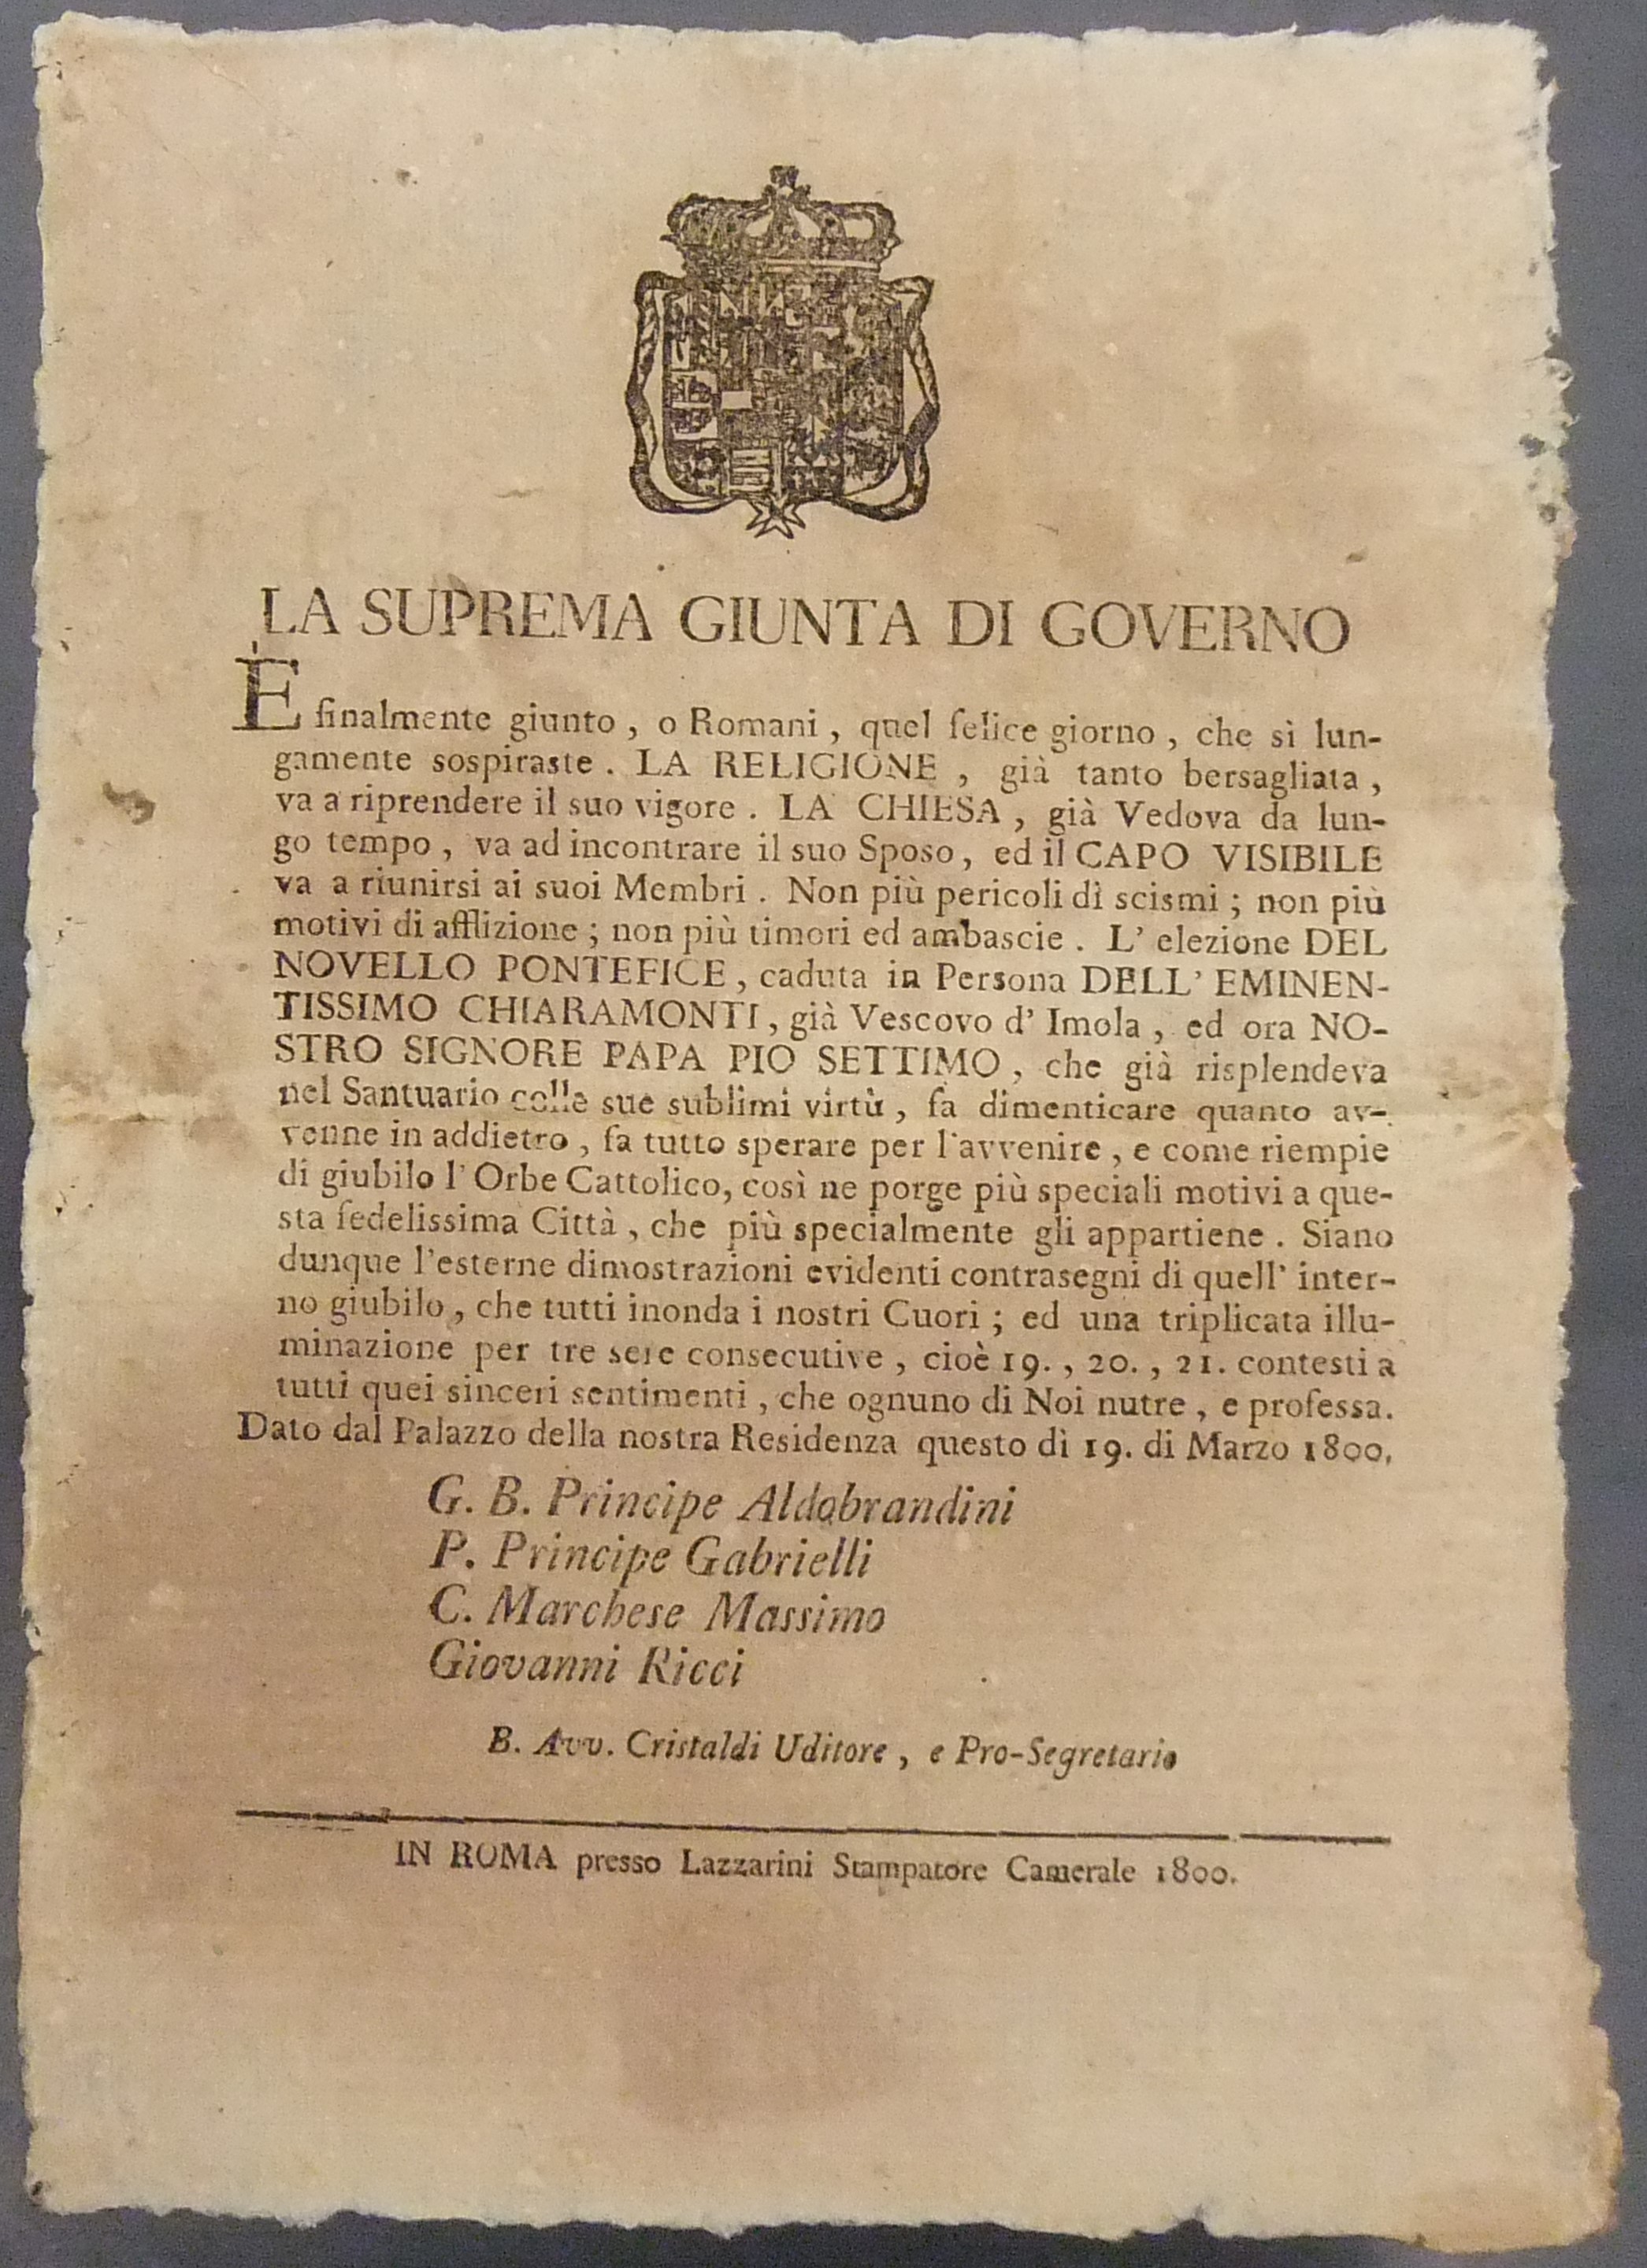 LA SUPREMA GIUNTA DI GOVERNO
È finalmente giunto , o Romani , quel felice giorno , che sì lun-
gamente sospiraste . LA RELIGIONE , già tanto bersagliata ,
va a riprendere il suo vigore . LA CHIESA , già Vedova da lun-
go tempo , va ad incontrare il suo Sposo , ed il CAPO VISIBILE
va a riunirsi ai suoi Membri . Non più pericoli di scismi ; non più
motivi di afflizione ; non più timori ed ambascie . L' elezione DEL
NOVELLO PONTEFICE , caduta in Persona DELL' EMINEN-
TISSIMO CHIARAMONTI , già Vescovo d' Imola , ed ora NO-
STRO SIGNORE PAPA PIO SETTIMO , che già risplendeva
nel Santuario colle sue sublimi virtù , fa dimenticare quanto av-
venne in addietro , fa tutto sperare per l'avvenire , e come riempie
di giubilo l' Orbe Cattolico, così ne porge più speciali motivi a que-
sta fedelissima Città , che più specialmente gli appartiene . Siano
dunque l'esterne dimostrazioni evidenti contrasegni di quell' inter-
no giubilo , che tutti inonda i nostri Cuori ; ed una triplicata illu-
minazione per tre sere consecutive , cioè 19. , 20. , 21. contesti a
tutti quei sinceri sentimenti , che ognuno di Noi nutre , e professa.
Dato dal Palazzo della nostra Residenza questo dì 19. di Marzo 1800.
G. B. Principe Aldobrandini
P. Principe Gabrielli
C. Marchese Massimo
Giovanni Ricci
B. Avv. Cristaldi Uditore , e Pro-Segretario
IN ROMA presso Lazzarini Stampatore Camerale 1800.